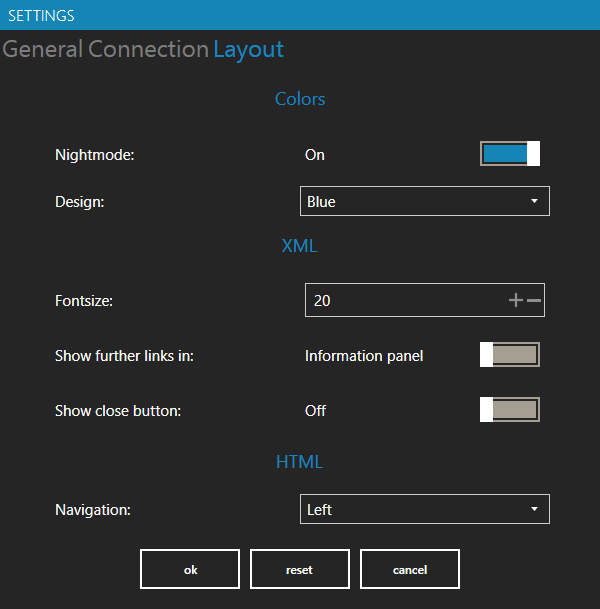 SETTINGS
General Connection Layout
Colors
Nightmode: On
Design: Blue
XML
Fontsize: 20
Show further links in: Information panel
Show close button: Off
HTML
Navigation: Left
ok reset cancel